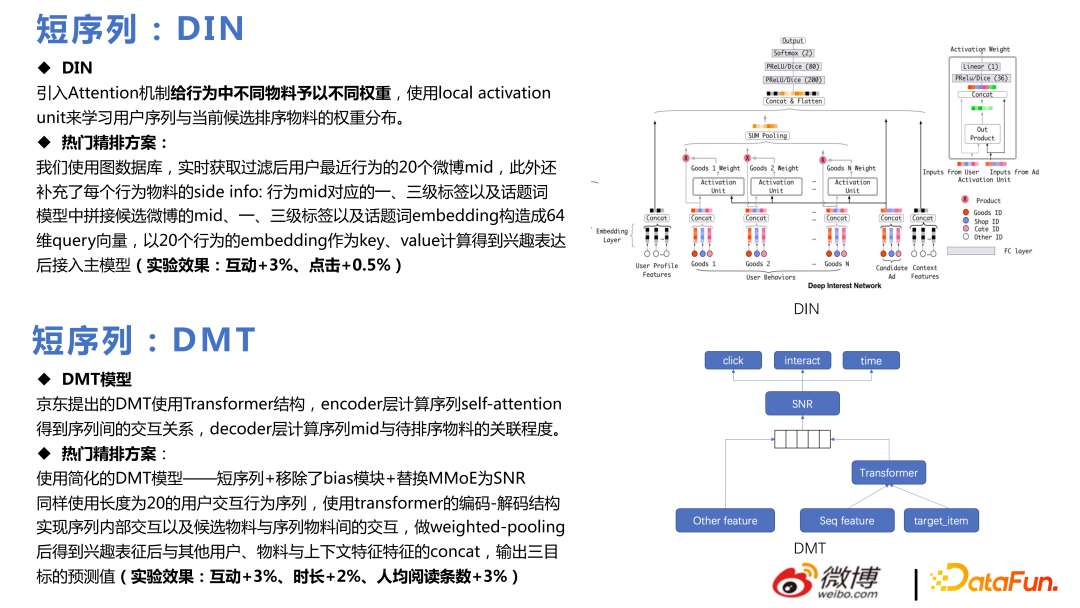 短序列:DIN
◆ DIN
引入Attention机制给行为中不同物料予以不同权重,使用local activation
unit来学习用户序列与当前候选排序物料的权重分布。
◆ 热门精排方案:
我们使用图数据库,实时获取过滤后用户最近行为的20个微博mid,此外还
补充了每个行为物料的side info: 行为mid对应的一、三级标签以及话题词
模型中拼接候选微博的mid、一、三级标签以及话题词embedding构造成64
维query向量,以20个行为的embedding作为key、value计算得到兴趣表达
后接入主模型(实验效果:互动+3%、点击+0.5%)
Output
Softmax (2)
PReLU/Dice (80)
PReLU/Dice (200)
Concat & Flatten
SUM Pooling
Goods 1 Weight
Goods 2 Weight
Goods N Weight
Activation Unit
Activation Unit
Activation Unit
Concat
Concat
Concat
Concat
Concat
Concat
Embedding Layer
User Profile Features
Goods 1
Goods 2
Goods N
User Behaviors
Candidate Ad
Context Features
Deep Interest Network
Activation Weight
Linear (1)
PRelu/Dice (36)
Concat
Out Product
Inputs from User
Inputs from Ad
Activation Unit
X
X
X
X
Product
Goods ID
Shop ID
Cate ID
Other ID
FC layer
DIN
短序列:DMT
◆ DMT模型
京东提出的DMT使用Transformer结构,encoder层计算序列self-attention
得到序列间的交互关系,decoder层计算序列mid与待排序物料的关联程度。
◆ 热门精排方案:
使用简化的DMT模型——短序列+移除了bias模块+替换MMoE为SNR
同样使用长度为20的用户交互行为序列,使用transformer的编码-解码结构
实现序列内部交互以及候选物料与序列物料间的交互,做weighted-pooling
后得到兴趣表征后与其他用户、物料与上下文特征特征的concat,输出三目
标的预测值(实验效果:互动+3%、时长+2%、人均阅读条数+3%)
click
interact
time
SNR
Transformer
Other feature
Seq feature
target_item
DMT
微博
weibo.com
DataFun.